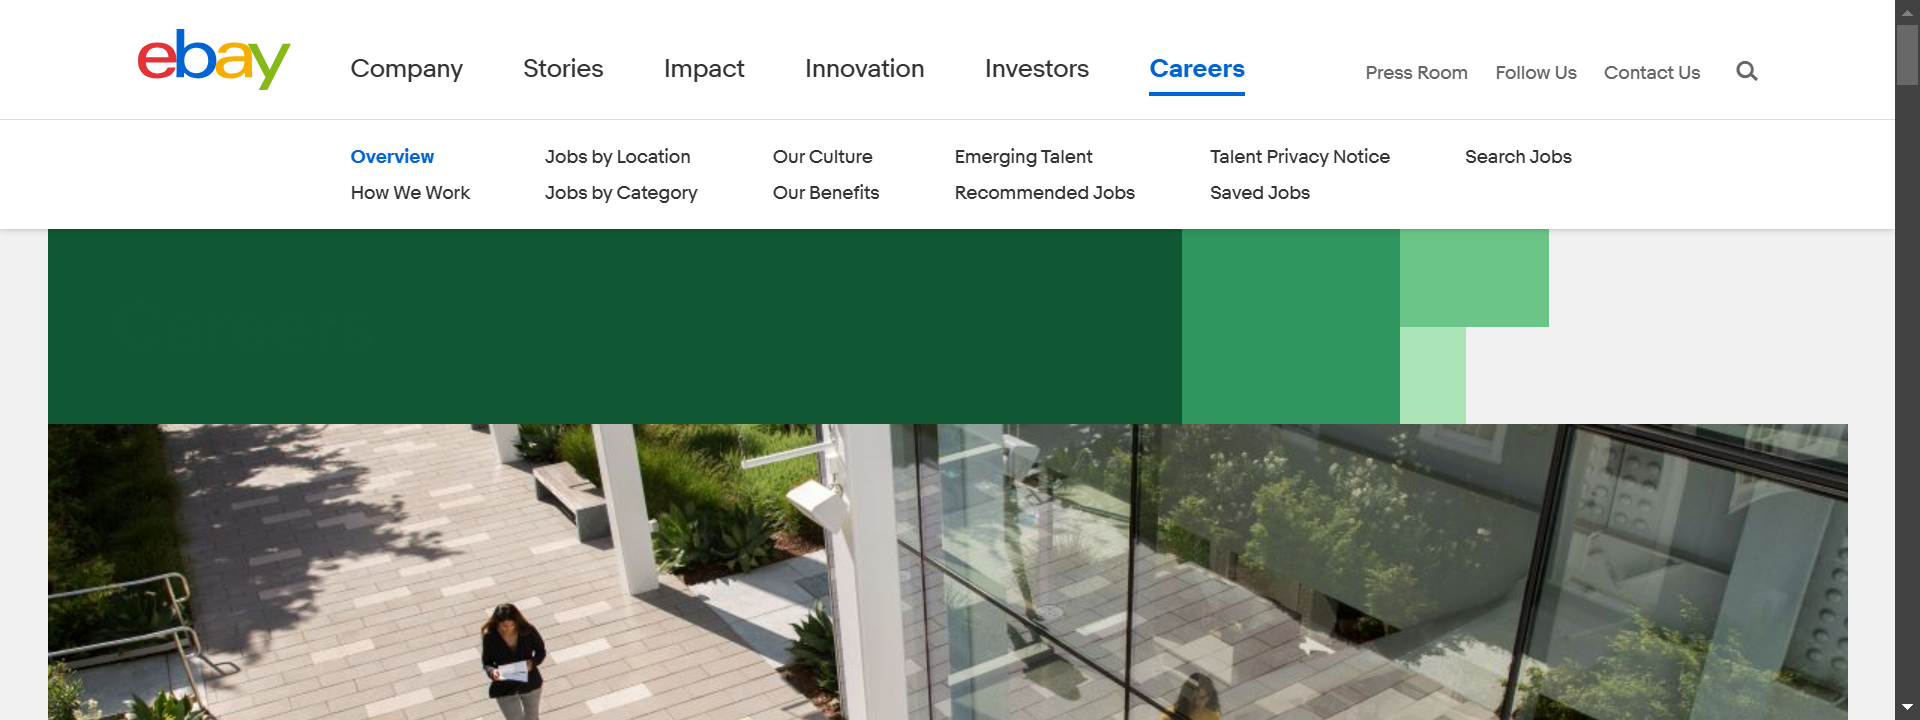 ebay
Company Stories Impact Innovation Investors Careers Press Room Follow Us Contact Us
Overview Jobs by Location Our Culture Emerging Talent Talent Privacy Notice Search Jobs
How We Work Jobs by Category Our Benefits Recommended Jobs Saved Jobs
Careers